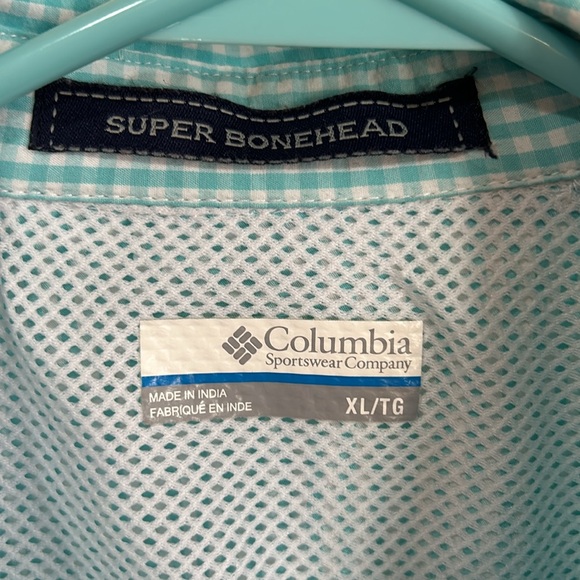 SUPER BONEHEAD
Columbia
Sportswear Company
MADE IN INDIA
FABRIQUÉ EN INDE
XL/TG